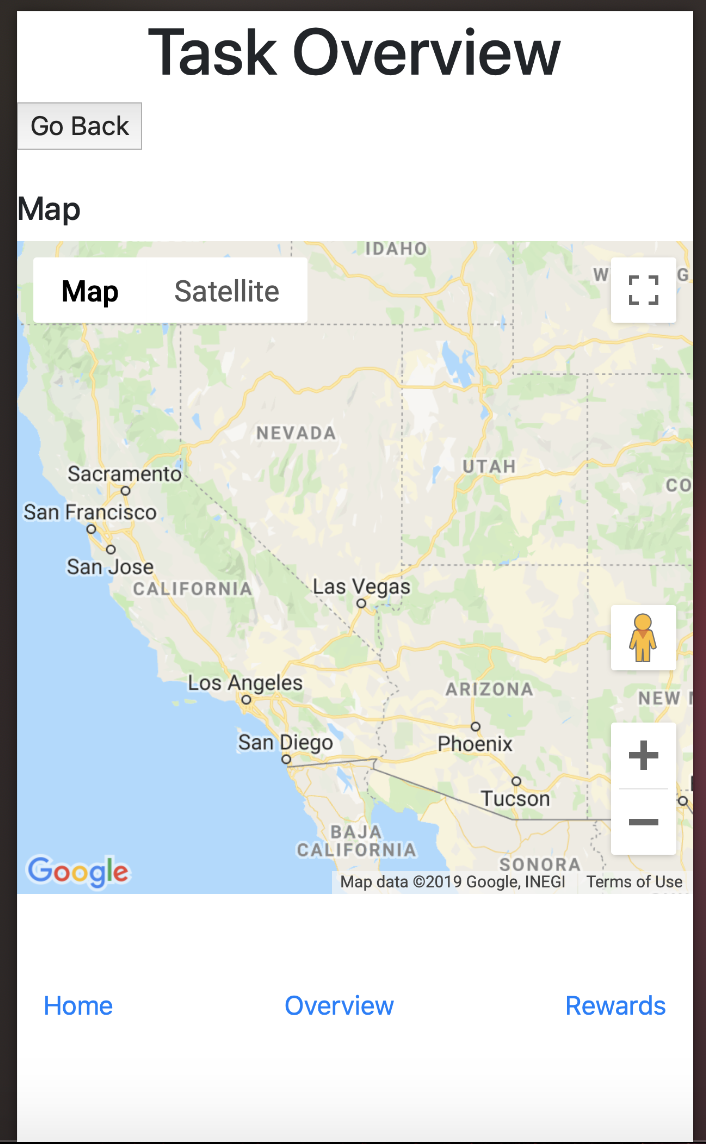 Task Overview
Go Back
Map
IDAHO
Map Satellite
NEVADA
UTAH
Sacramento
San Francisco
San Jose
CALIFORNIA
Las Vegas
Los Angeles
ARIZONA
San Diego
Phoenix
Tucson
BAJA
CALIFORNIA
SONORA
Google
Map data ©2019 Google, INEGI Terms of Use
Home Overview Rewards